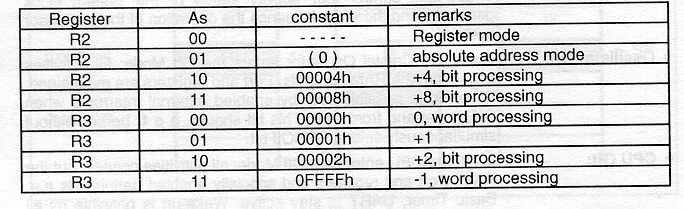 Register As constant remarks
R2 00 - - - - - Register mode
R2 01 ( 0 ) absolute address mode
R2 10 00004h +4, bit processing
R2 11 00008h +8, bit processing
R3 00 00000h 0, word processing
R3 01 00001h +1
R3 10 00002h +2, bit processing
R3 11 0FFFFh -1, word processing